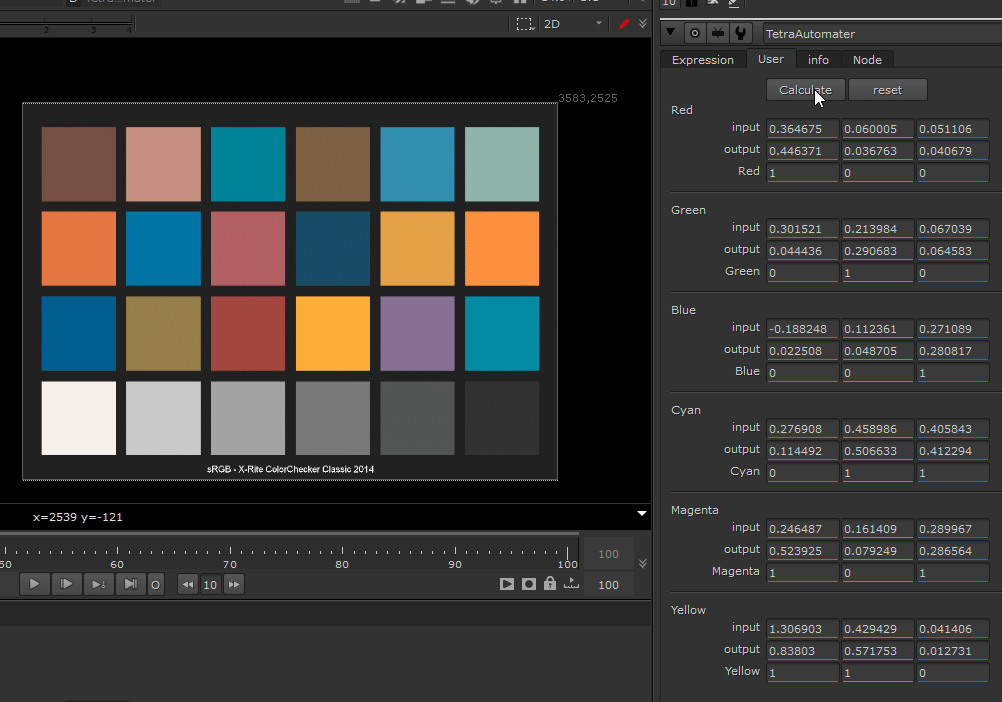 10
2 3 4
2D
3583,2525
sRGB - X-Rite ColorChecker Classic 2014
x=2539 y=-121
50 60 70 80 90 100
100
10
100
TetraAutomater
Expression User info Node
Calculate reset
Red
input 0.364675 0.060005 0.051106
output 0.446371 0.036763 0.040679
Red 1 0 0
Green
input 0.301521 0.213984 0.067039
output 0.044436 0.290683 0.064583
Green 0 1 0
Blue
input -0.188248 0.112361 0.271089
output 0.022508 0.048705 0.280817
Blue 0 0 1
Cyan
input 0.276908 0.458986 0.405843
output 0.114492 0.506633 0.412294
Cyan 0 1 1
Magenta
input 0.246487 0.161409 0.289967
output 0.523925 0.079249 0.286564
Magenta 1 0 1
Yellow
input 1.306903 0.429429 0.041406
output 0.83803 0.571753 0.012731
Yellow 1 1 0